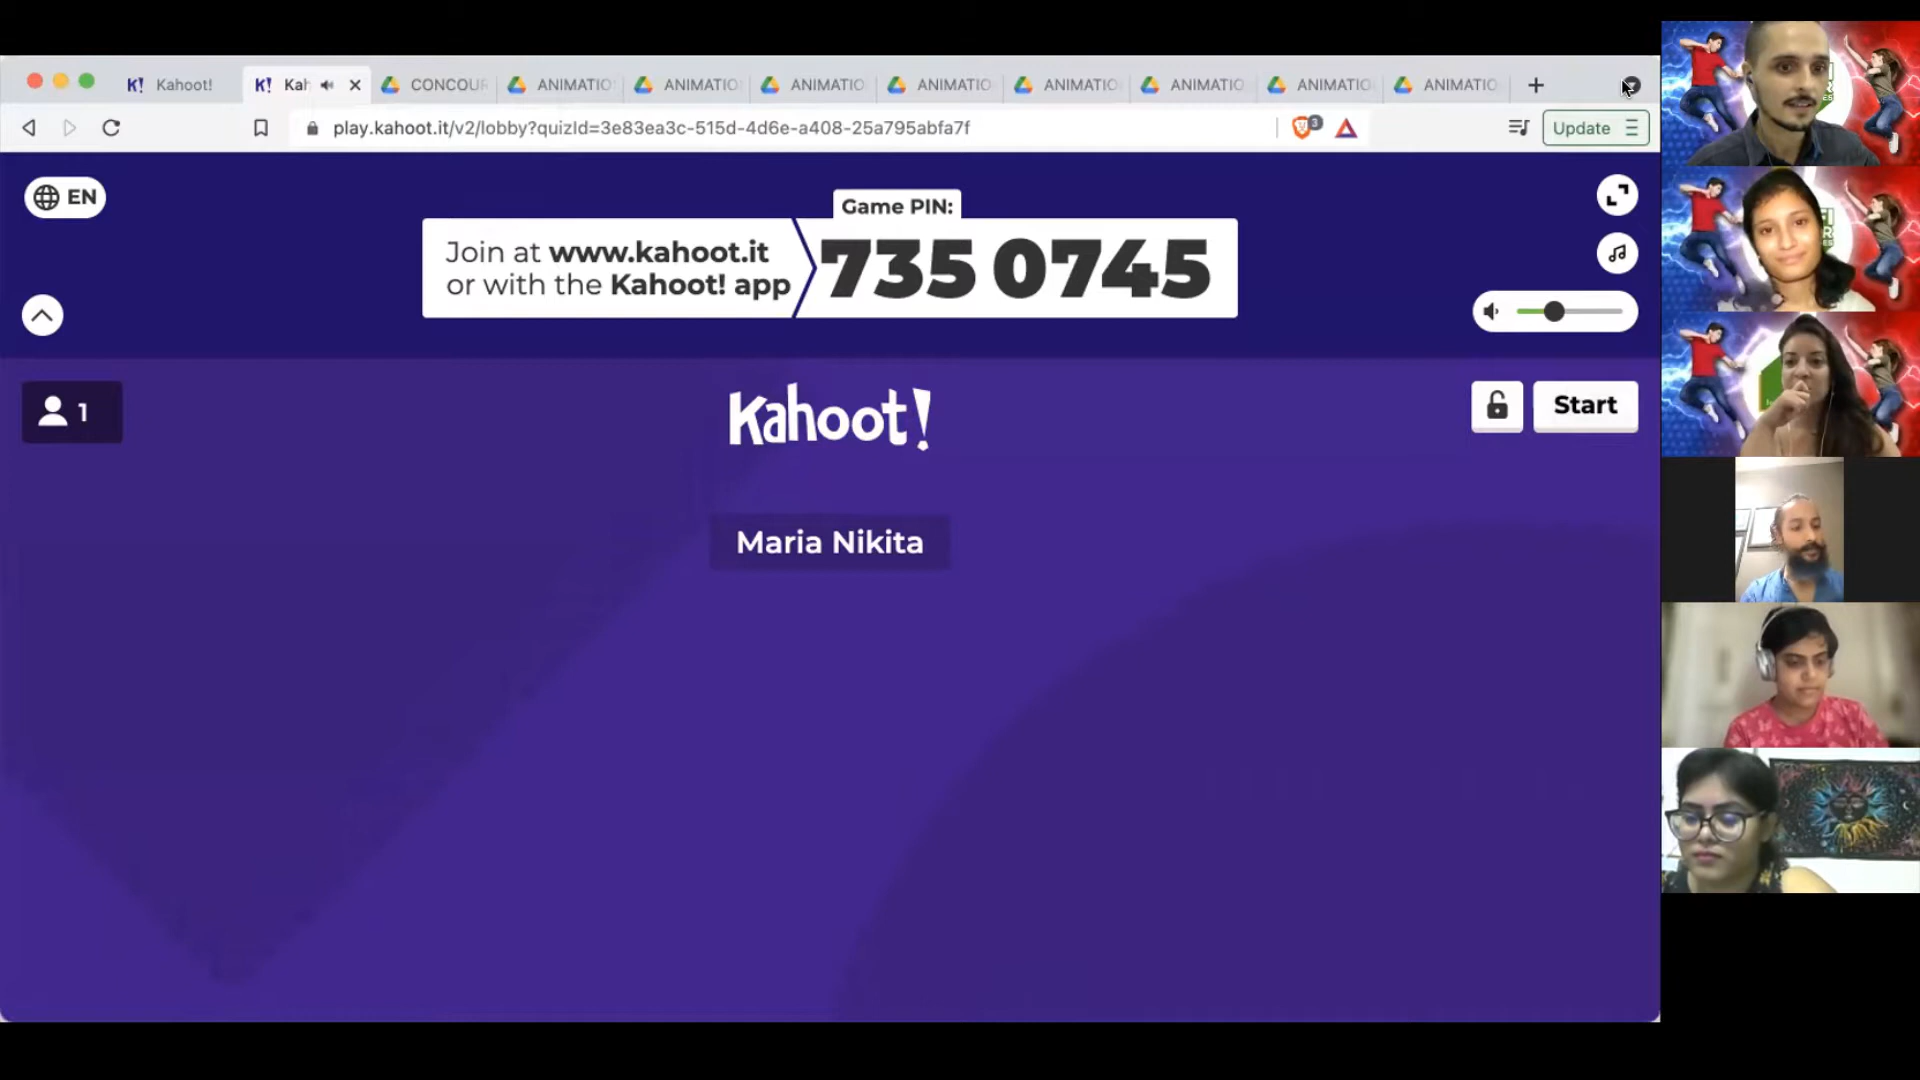 Kahoot!
Kah
CONCOUR
ANIMATIO
ANIMATIO
ANIMATIO
ANIMATIO
ANIMATIO
ANIMATIO
ANIMATIO
ANIMATIO
play.kahoot.it/v2/lobby?quizId=3e83ea3c-515d-4d6e-a408-25a795abfa7f
3
Update
EN
Game PIN:
Join at www.kahoot.it
or with the Kahoot! app
735 0745
1
Kahoot!
Start
Maria Nikita